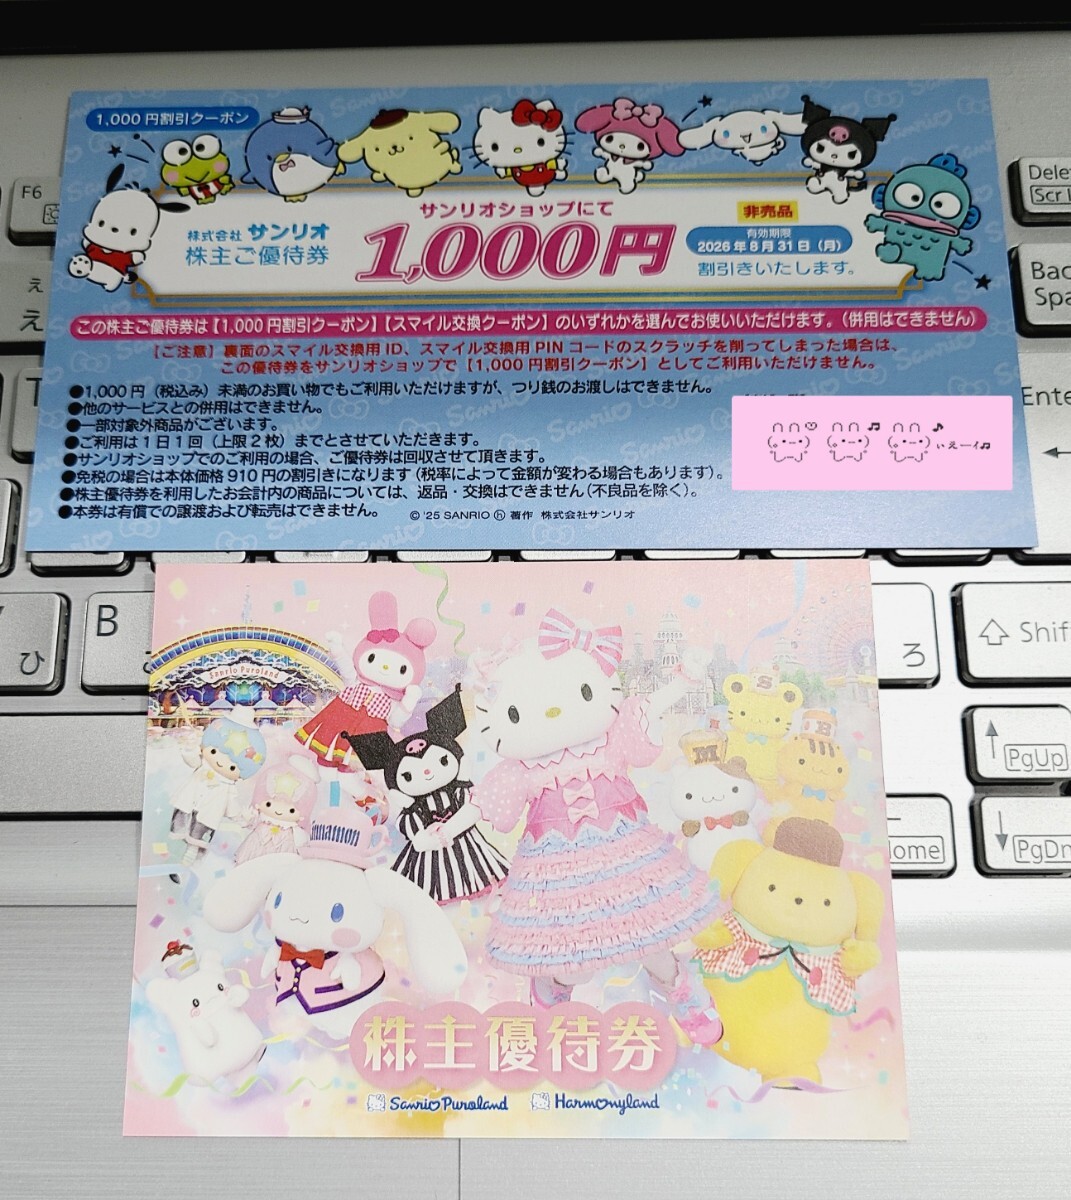 1,000円割引クーポン
サンリオショップにて
株式会社 サンリオ
株主ご優待券
1,000円
非売品
有効期限
2026年8月31日(月)
割引きいたします。
この株主ご優待券は【1,000円割引クーポン】【スマイル交換クーポン】のいずれかを選んでお使いいただけます。(併用はできません)
【ご注意】裏面のスマイル交換用ID、スマイル交換用PINコードのスクラッチを削ってしまった場合は、
この優待券をサンリオショップで【1,000円割引クーポン】としてご利用いただけません。
●1,000円(税込み)未満のお買い物でもご利用いただけますが、つり銭のお渡しはできません。
●他のサービスとの併用はできません。
●一部対象外商品がございます。
●ご利用は1日1回(上限2枚)までとさせていただきます。
●サンリオショップでのご利用の場合、ご優待券は回収させて頂きます。
●免税の場合は本体価格910円の割引きになります(税率によって金額が変わる場合もあります)。
●株主優待券を利用したお会計内の商品については、返品・交換はできません(不良品を除く)。
●本券は有償での譲渡および転売はできません。
© '25 SANRIO ⓗ 著作 株式会社サンリオ
ぃぇーィ♫
Sanrio Puroland
Cinnamon
S
M
B
株主優待券
Sanrio Puroland Harmonyland
F6
Delete
Scr L
え
え
Back
Spa
T
Enter
B
ひ
ろ
Shift
PgUp
Home
PgDn